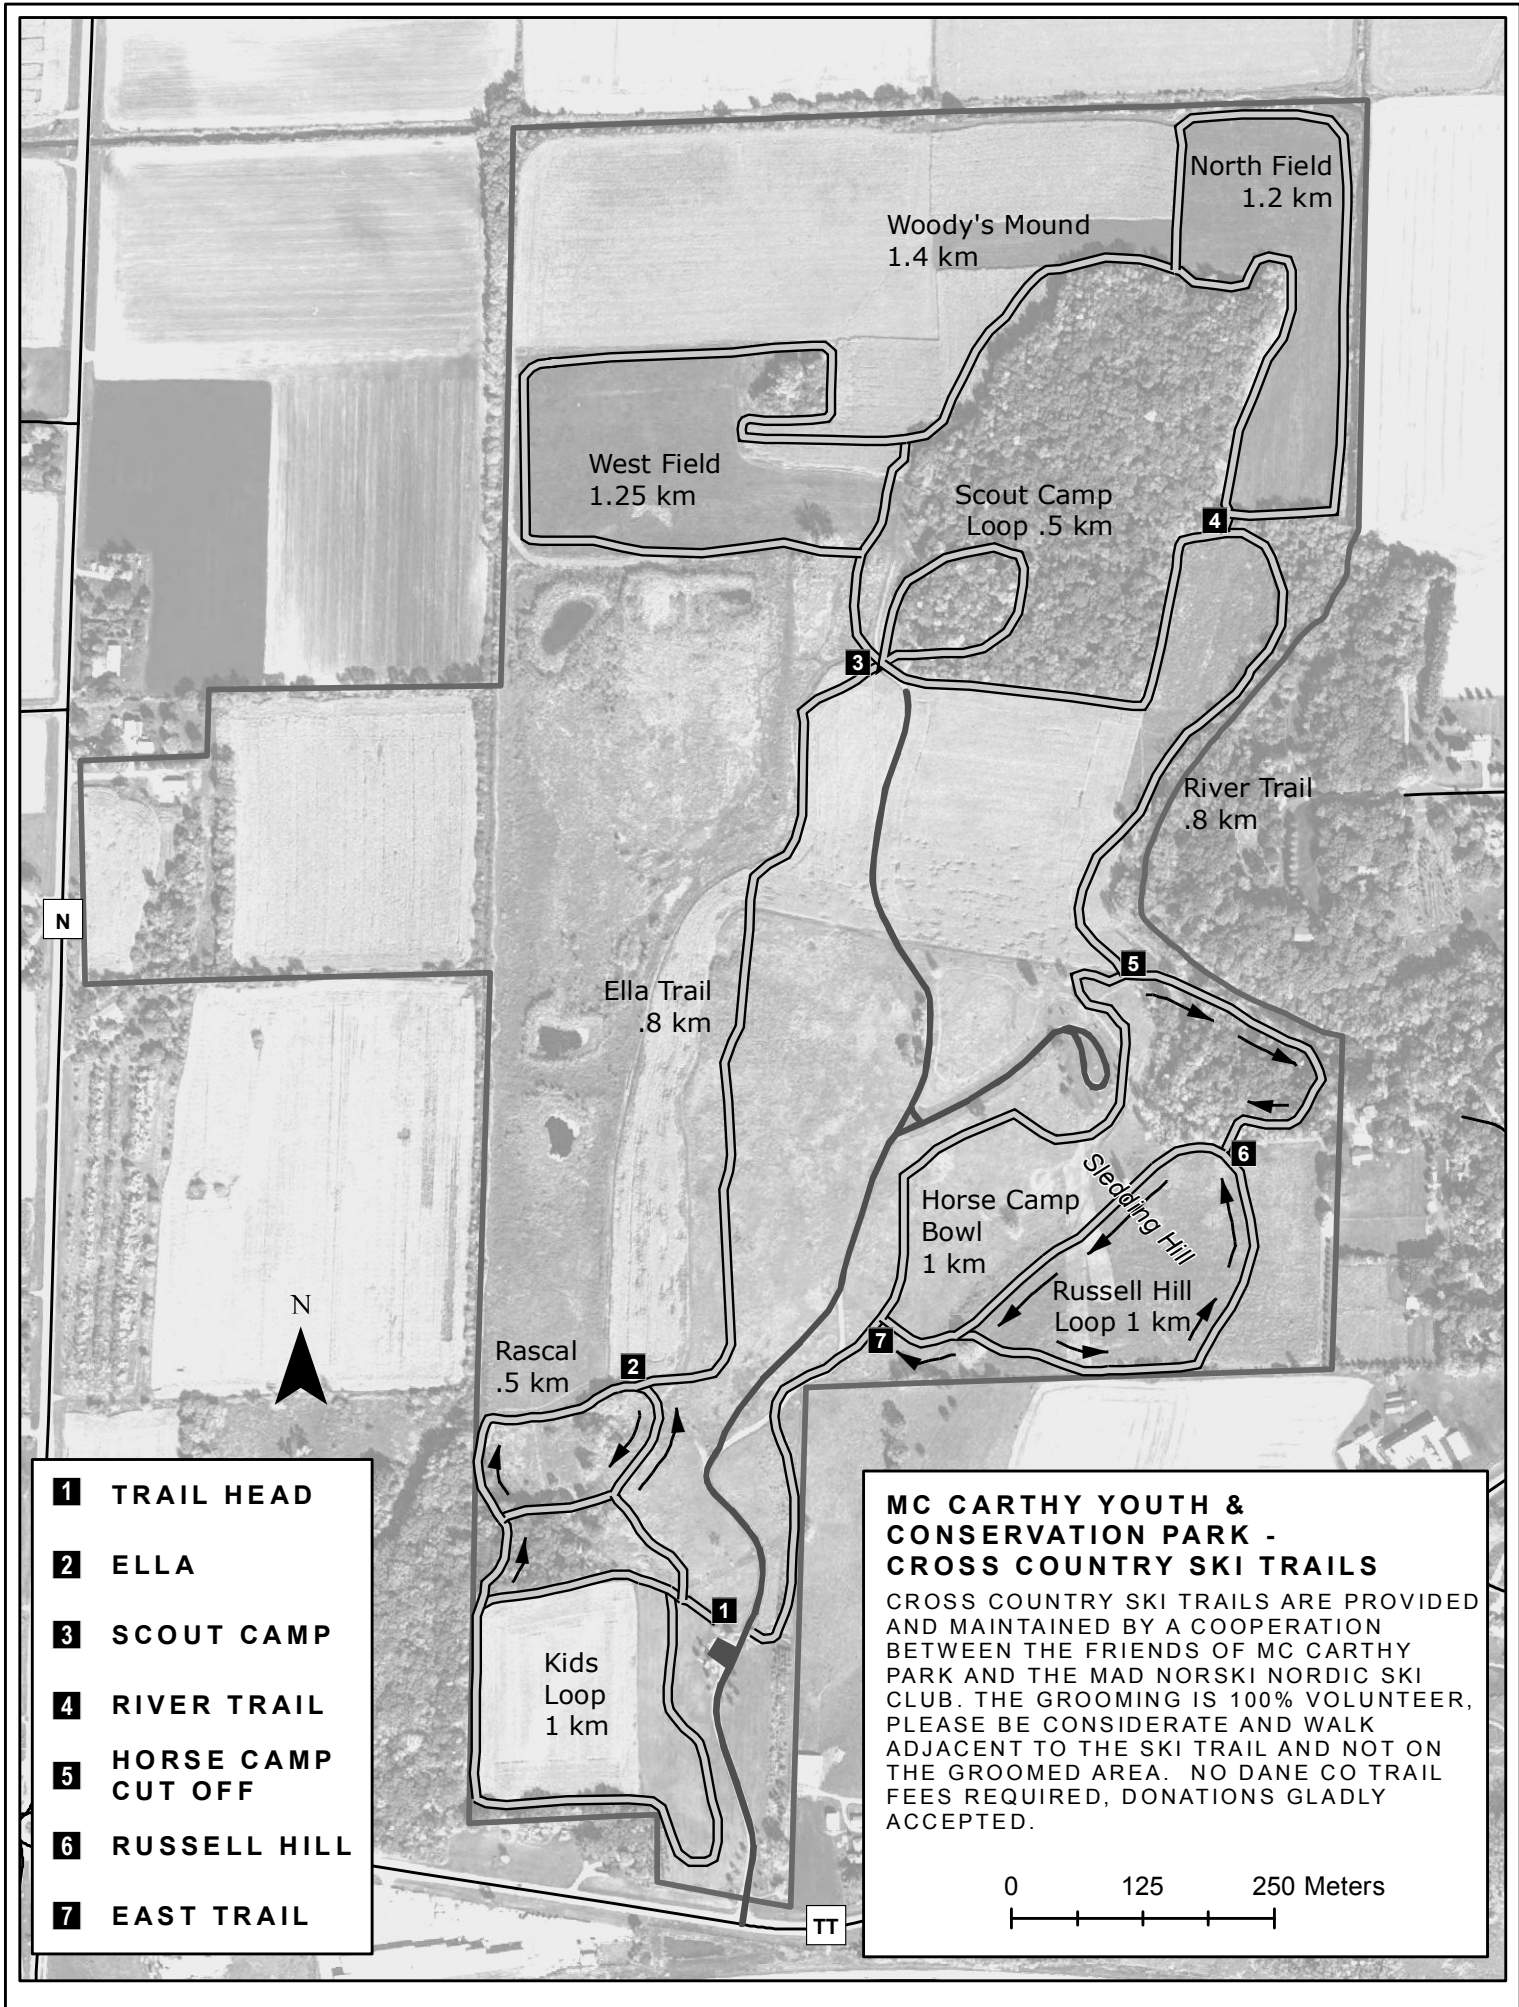 North Field
1.2 km
Woody's Mound
1.4 km
West Field
1.25 km
Scout Camp
Loop .5 km
4
3
River Trail
.8 km
N
5
Ella Trail
.8 km
6
Sledding Hill
Horse Camp
Bowl
1 km
Russell Hill
Loop 1 km
N
7
Rascal
.5 km
2
1
Kids
Loop
1 km
1 TRAIL HEAD
2 ELLA
3 SCOUT CAMP
4 RIVER TRAIL
5 HORSE CAMP
CUT OFF
6 RUSSELL HILL
7 EAST TRAIL
TT
MC CARTHY YOUTH &
CONSERVATION PARK -
CROSS COUNTRY SKI TRAILS
CROSS COUNTRY SKI TRAILS ARE PROVIDED
AND MAINTAINED BY A COOPERATION
BETWEEN THE FRIENDS OF MC CARTHY
PARK AND THE MAD NORSKI NORDIC SKI
CLUB. THE GROOMING IS 100% VOLUNTEER,
PLEASE BE CONSIDERATE AND WALK
ADJACENT TO THE SKI TRAIL AND NOT ON
THE GROOMED AREA. NO DANE CO TRAIL
FEES REQUIRED, DONATIONS GLADLY
ACCEPTED.
0 125 250 Meters